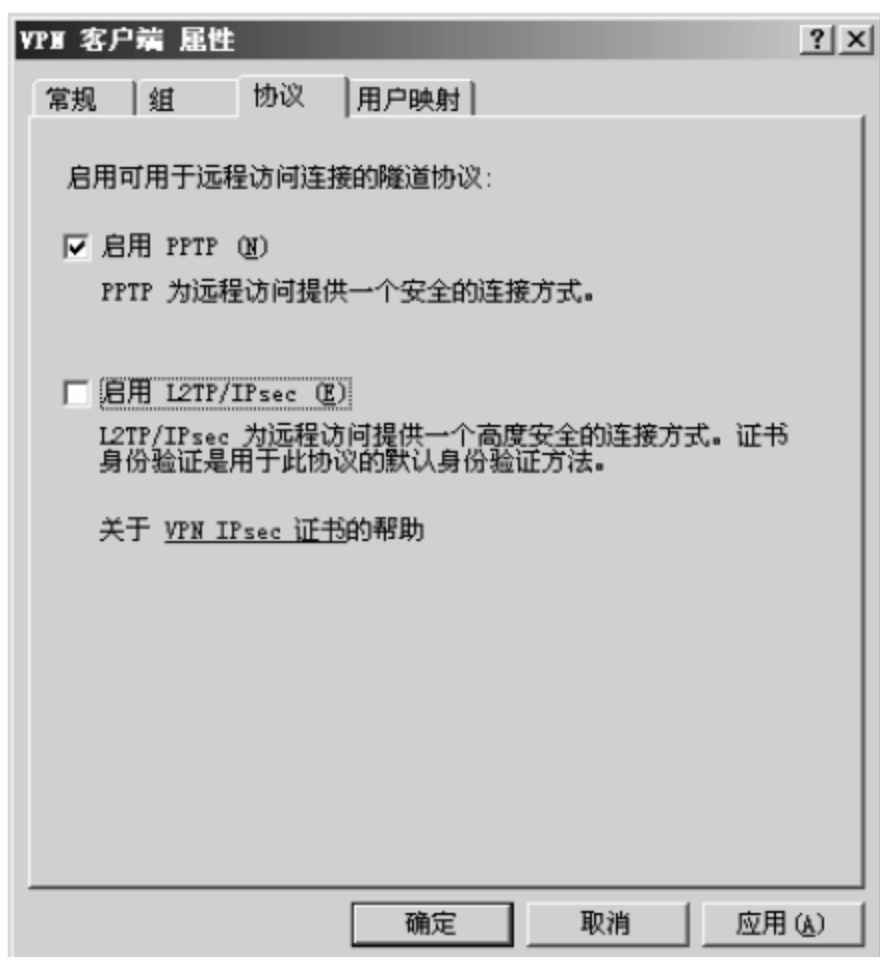 VPN 客户端 属性
常规 组 协议 用户映射
启用可用于远程访问连接的隧道协议:
启用 PPTP (N)
PPTP 为远程访问提供一个安全的连接方式。
启用 L2TP/IPsec (E)
L2TP/IPsec 为远程访问提供一个高度安全的连接方式。证书
身份验证是用于此协议的默认身份验证方法。
关于 VPN IPsec 证书的帮助
确定 取消 应用(A)